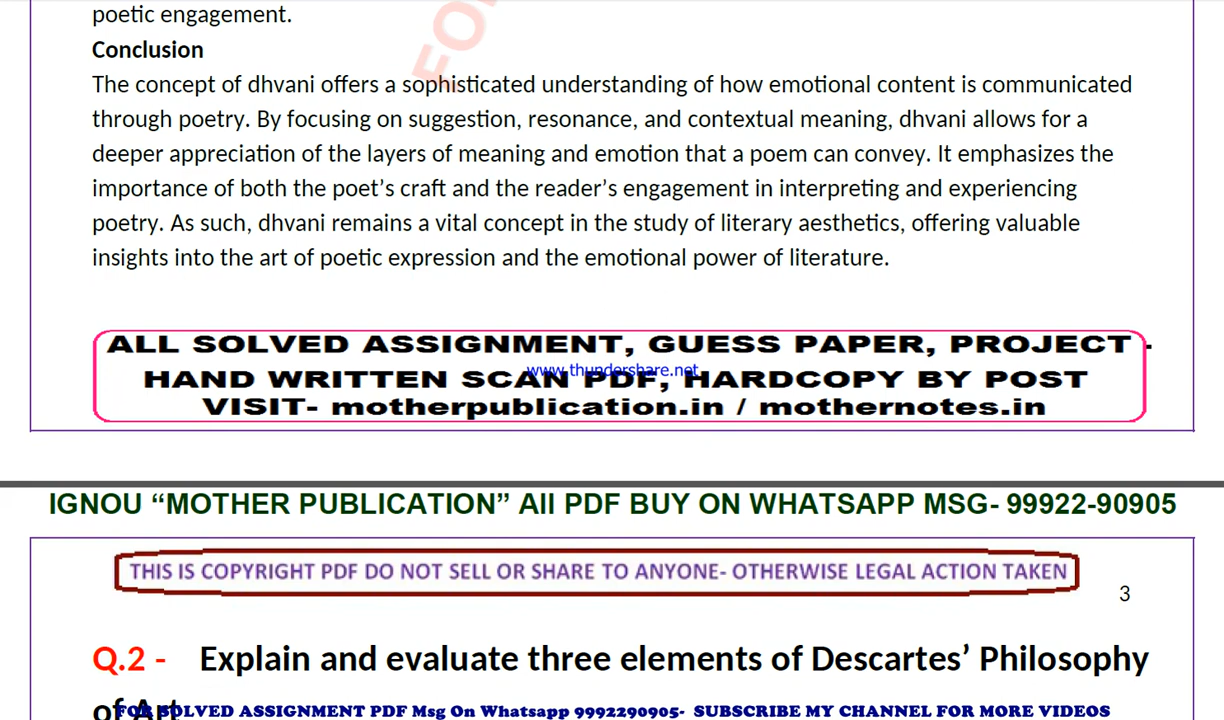 poetic engagement.
Conclusion
The concept of dhvani offers a sophisticated understanding of how emotional content is communicated
through poetry. By focusing on suggestion, resonance, and contextual meaning, dhvani allows for a
deeper appreciation of the layers of meaning and emotion that a poem can convey. It emphasizes the
importance of both the poet’s craft and the reader’s engagement in interpreting and experiencing
poetry. As such, dhvani remains a vital concept in the study of literary aesthetics, offering valuable
insights into the art of poetic expression and the emotional power of literature.
FO
ALL SOLVED ASSIGNMENT, GUESS PAPER, PROJECT -
www.thundershare.net
HAND WRITTEN SCAN PDF, HARDCOPY BY POST
VISIT- motherpublication.in / mothernotes.in
IGNOU “MOTHER PUBLICATION” All PDF BUY ON WHATSAPP MSG- 99922-90905
THIS IS COPYRIGHT PDF DO NOT SELL OR SHARE TO ANYONE- OTHERWISE LEGAL ACTION TAKEN
3
Q.2 - Explain and evaluate three elements of Descartes’ Philosophy
of Art
FOR SOLVED ASSIGNMENT PDF Msg On Whatsapp 9992290905- SUBSCRIBE MY CHANNEL FOR MORE VIDEOS